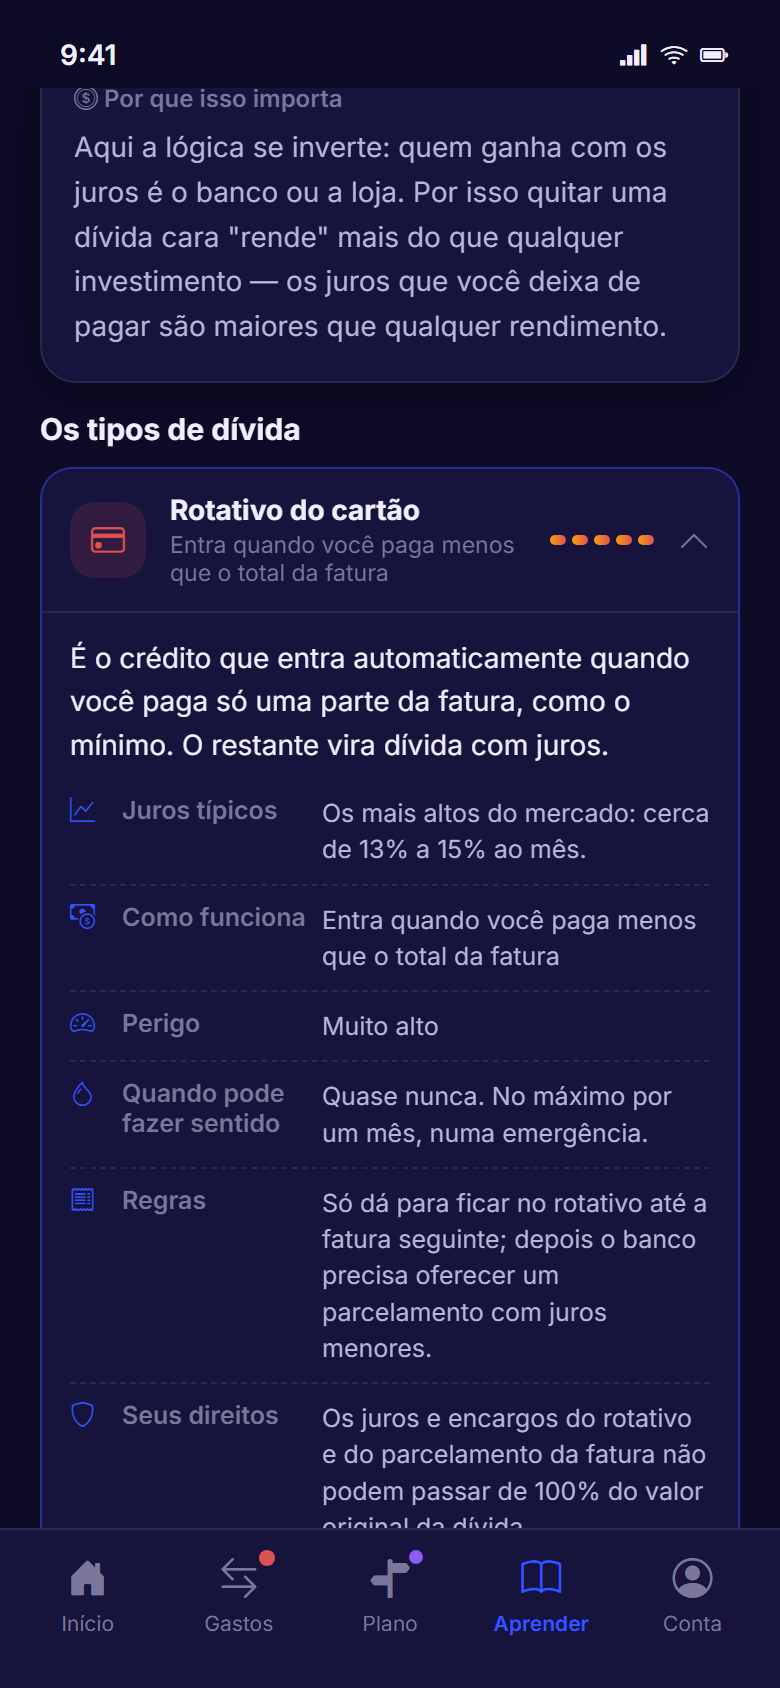 9:41
Por que isso importa
Aqui a lógica se inverte: quem ganha com os
juros é o banco ou a loja. Por isso quitar uma
dívida cara "rende" mais do que qualquer
investimento — os juros que você deixa de
pagar são maiores que qualquer rendimento.
Os tipos de dívida
Rotativo do cartão
Entra quando você paga menos
que o total da fatura
É o crédito que entra automaticamente quando
você paga só uma parte da fatura, como o
mínimo. O restante vira dívida com juros.
Juros típicos
Os mais altos do mercado: cerca
de 13% a 15% ao mês.
Como funciona
Entra quando você paga menos
que o total da fatura
Perigo
Muito alto
Quando pode
fazer sentido
Quase nunca. No máximo por
um mês, numa emergência.
Regras
Só dá para ficar no rotativo até a
fatura seguinte; depois o banco
precisa oferecer um
parcelamento com juros
menores.
Seus direitos
Os juros e encargos do rotativo
e do parcelamento da fatura não
podem passar de 100% do valor
original da dívida
Início
Gastos
Plano
Aprender
Conta